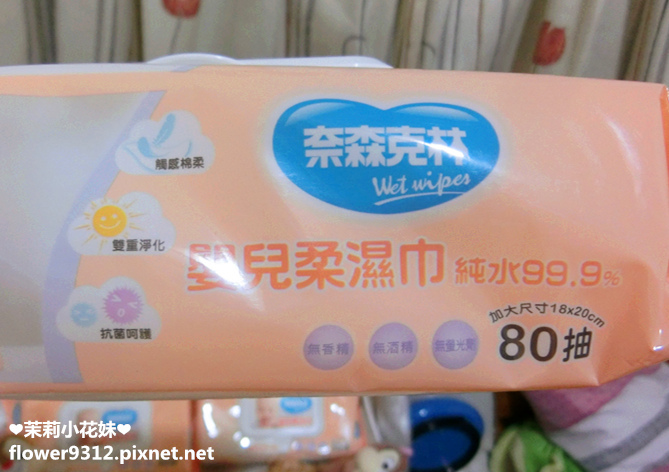 奈森克林
Wet wipes
觸感棉柔
雙重淨化
抗菌呵護
嬰兒柔濕巾 純水99.9%
加大尺寸18x20cm
80抽
無香精 無酒精 無螢光劑
❤茉莉小花妹❤
flower9312.pixnet.net